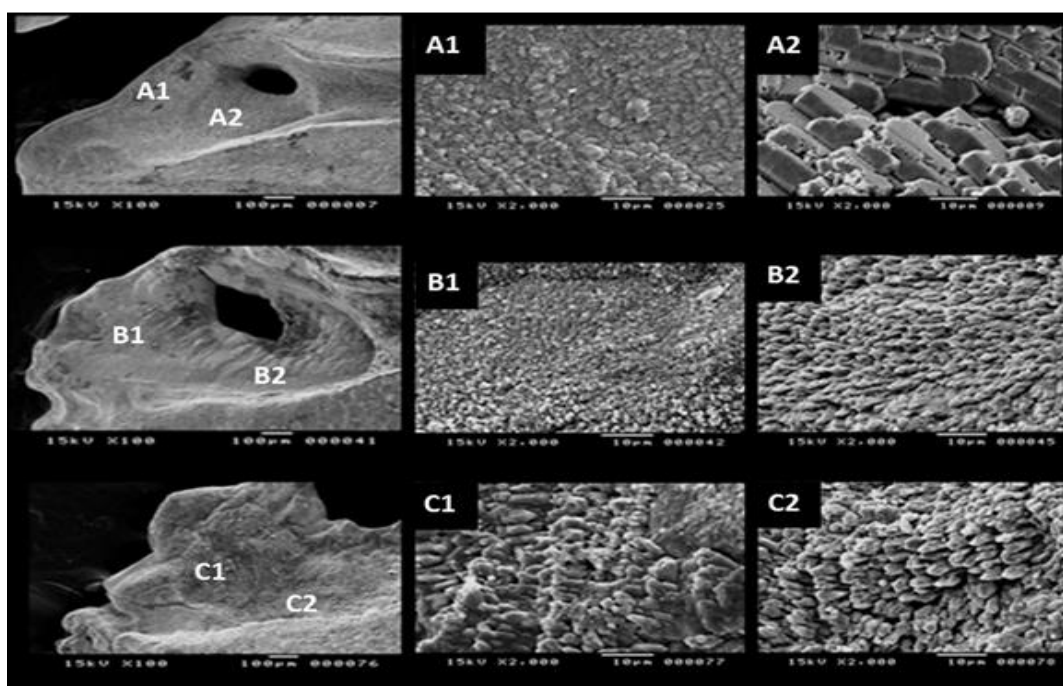 A1
A2
15kV X100 100µm 000007
A1
15kV X2,000 10µm 000025
A2
15kV X2,000 10µm 000009
B1
B2
15kV X100 100µm 000041
B1
15kV X2,000 10µm 000042
B2
15kV X2,000 10µm 000045
C1
C2
15kV X100 100µm 000076
C1
15kV X2,000 10µm 000077
C2
15kV X2,000 10µm 000078